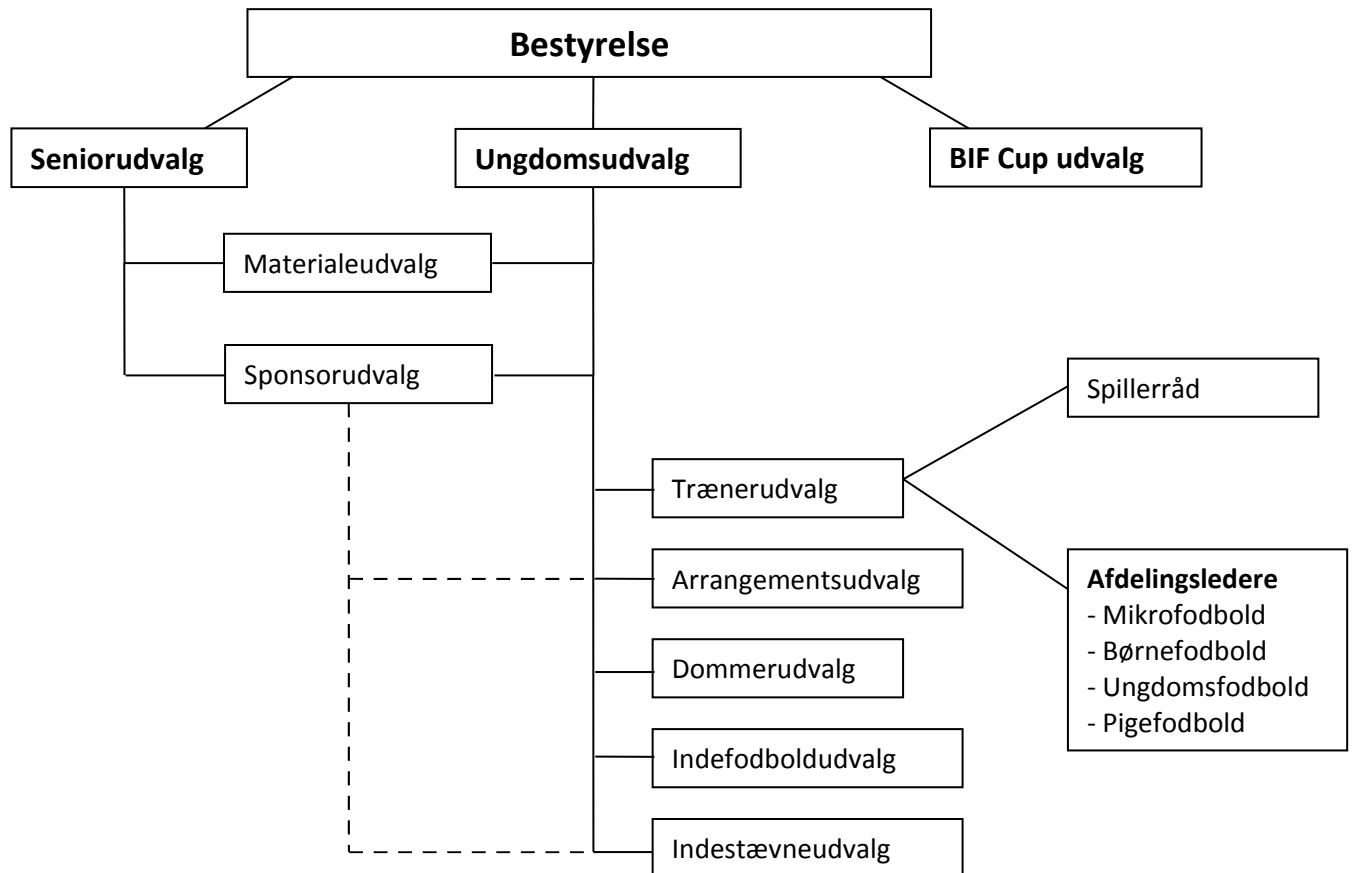 Bestyrelse
Seniorudvalg
Ungdomsudvalg
BIF Cup udvalg
Materialeudvalg
Sponsorudvalg
Spillerråd
Trænerudvalg
Arrangementsudvalg
Afdelingsledere
- Mikrofodbold
- Børnefodbold
- Ungdomsfodbold
- Pigefodbold
Dommerudvalg
Indefodboldudvalg
Indestævneudvalg